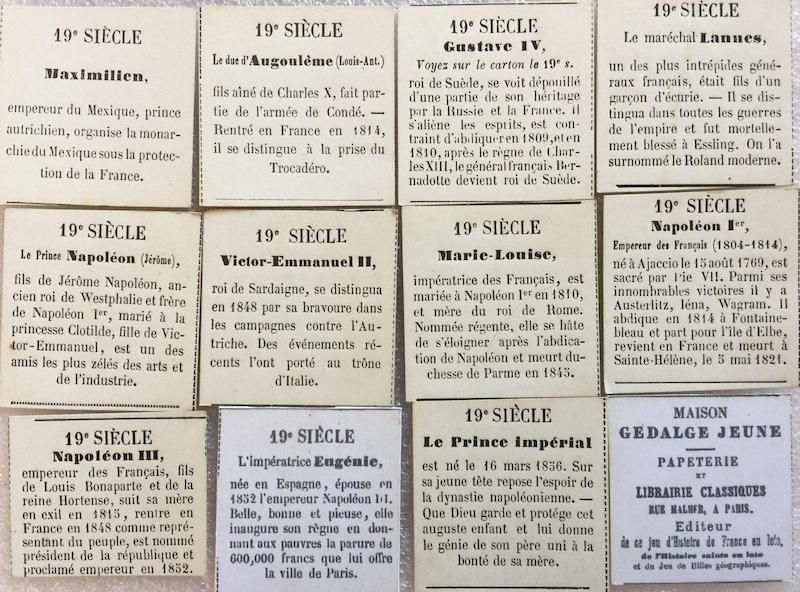 19e SIÈCLE
Maximilien,
empereur du Mexique, prince
autrichien, organise la monar-
chie du Mexique sous la protec-
tion de la France.
19e SIÈCLE
Le duc d'Augoulême (Louis-Ant.)
fils aîné de Charles X, fait par-
tie de l'armée de Condé. —
Rentré en France en 1814,
il se distingue à la prise du
Trocadéro.
19e SIÈCLE
Gustave IV,
Voyez sur le carton le 19e s.
roi de Suède, se voit dépouillé
d'une partie de son héritage
par la Russie et la France. il
s'aliène les esprits, est con-
traint d'abdiquer en 1809, et en
1810, après le règne de Char-
les XIII, le général français Ber-
nadotte devient roi de Suède.
19e SIÈCLE
Le maréchal Lannes,
un des plus intrépides géné-
raux français, était fils d'un
garçon d'écurie. — Il se dis-
tingua dans toutes les guerres
de l'empire et fut mortelle-
ment blessé à Essling. On l'a
surnommé le Roland moderne.
19e SIÈCLE
Le Prince Napoléon (Jérôme),
fils de Jérôme Napoléon, an-
cien roi de Westphalie et frère
de Napoléon 1er, marié à la
princesse Clotilde, fille de Vic-
tor-Emmanuel, est un des
amis les plus zélés des arts et
de l'industrie.
19e SIÈCLE
Victor-Emmanuel II,
roi de Sardaigne, se distingua
en 1848 par sa bravoure dans
les campagnes contre l'Au-
triche. Des événements ré-
cents l'ont porté au trône
d'Italie.
19e SIÈCLE
Marie-Louise,
impératrice des Français, est
mariée à Napoléon 1er en 1810,
et mère du roi de Rome.
Nommée régente, elle se hâte
de s'éloigner après l'abdica-
tion de Napoléon et meurt du-
chesse de Parme en 1845.
19e SIÈCLE
Napoléon Ier,
Empereur des Français (1804-1814),
né à Ajaccio le 15 août 1769, est
sacré par Pie VII. Parmi ses
innombrables victoires il y a
Austerlitz, Iéna, Wagram. Il
abdique en 1814 à Fontaine-
bleau et part pour l'île d'Elbe,
revient en France et meurt à
Sainte-Hélène, le 5 mai 1821.
19e SIÈCLE
Napoléon III,
empereur des Français, fils
de Louis Bonaparte et de la
reine Hortense, suit sa mère
en exil en 1815, rentre en
France en 1848 comme repré-
sentant du peuple, est nommé
président de la république et
proclamé empereur en 1852.
19e SIÈCLE
L'impératrice Eugénie,
née en Espagne, épouse en
1852 l'empereur Napoléon III.
Belle, bonne et pieuse, elle
inaugure son règne en don-
nant aux pauvres la parure de
600,000 francs que lui offre
la ville de Paris.
19e SIÈCLE
Le Prince impérial
est né le 16 mars 1856. Sur
sa jeune tête repose l'espoir de
la dynastie napoléonienne. —
Que Dieu garde et protége cet
auguste enfant et lui donne
le génie de son père uni à la
bonté de sa mère.
MAISON
GEDALGE JEUNE
PAPETERIE
ET
LIBRAIRIE CLASSIQUES
RUE MALHER, A PARIS.
Editeur
de ce jeu d'Histoire de France en loto,
de l'Histoire sainte en loto
et du Jeu de Billes géographiques.